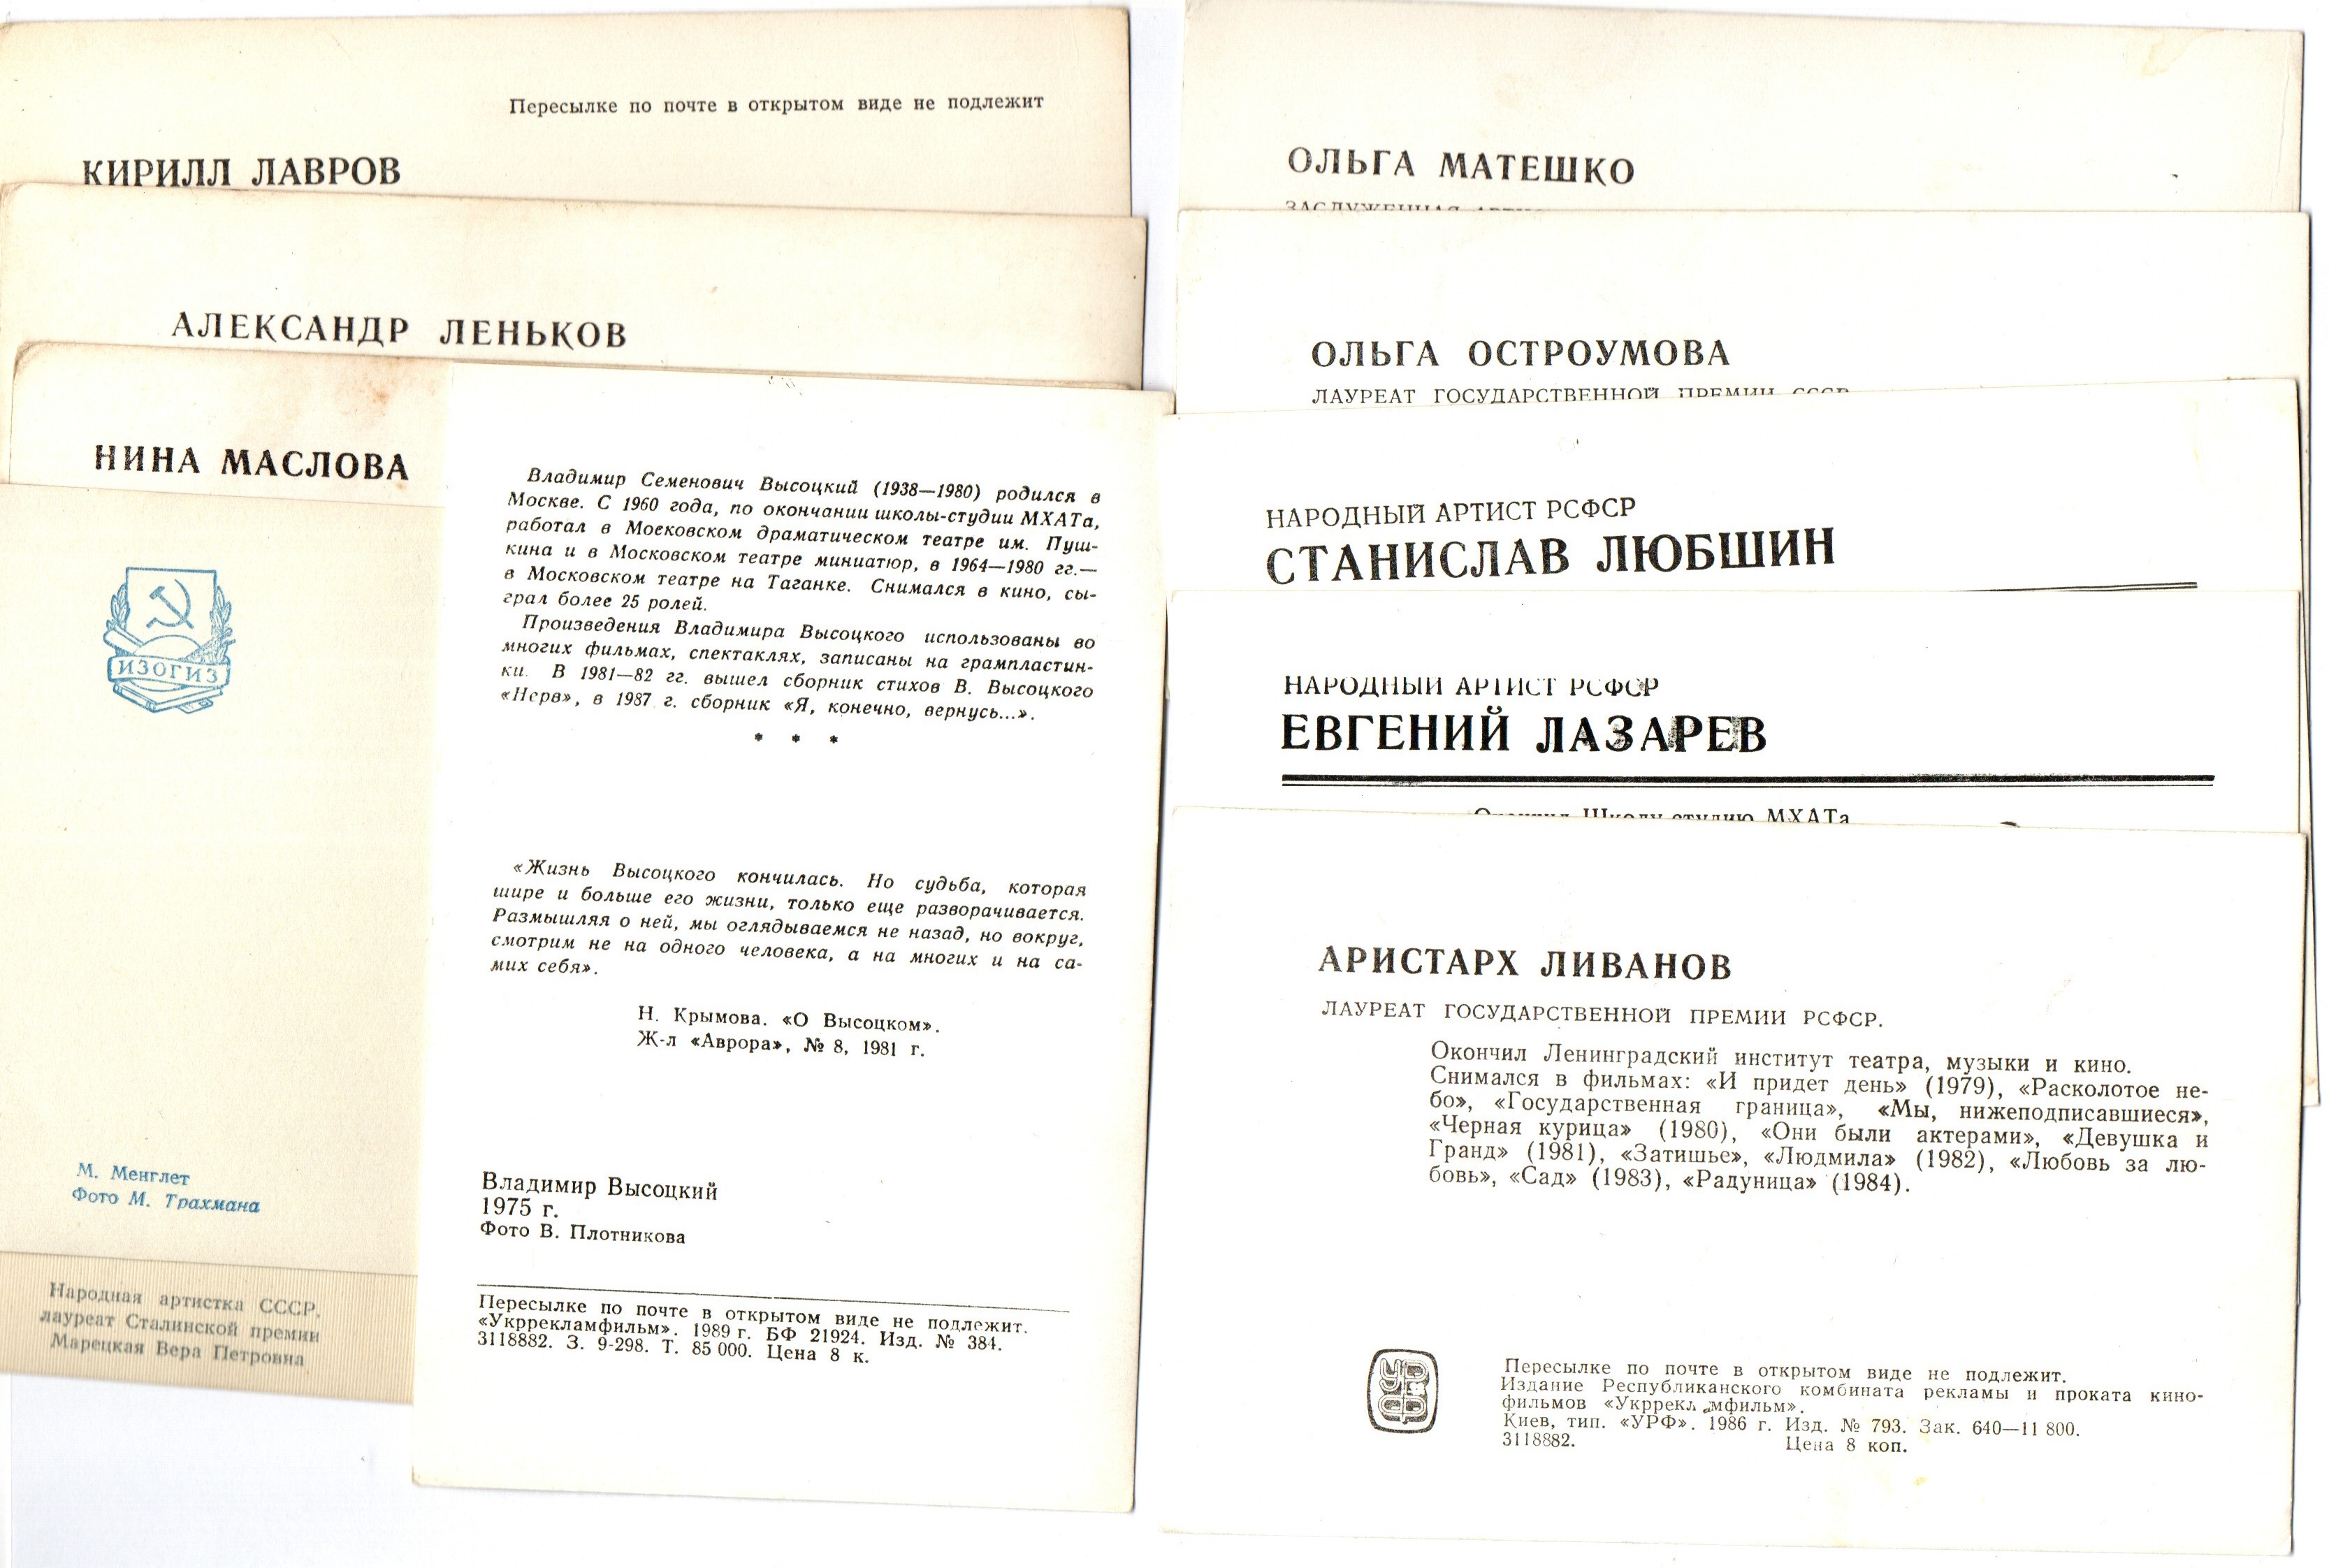 Пересылке по почте в открытом виде не подлежит
КИРИЛЛ ЛАВРОВ
АЛЕКСАНДР ЛЕНЬКОВ
НИНА МАСЛОВА
ИЗОГИЗ
М. Менглет
Фото М. Трахмана
Народная артистка СССР,
лауреат Сталинской премии
Марецкая Вера Петровна
Владимир Семенович Высоцкий (1938—1980) родился в
Москве. С 1960 года, по окончании школы-студии МХАТа,
работал в Московском драматическом театре им. Пуш-
кина и в Московском театре миниатюр, в 1964—1980 гг.—
в Московском театре на Таганке. Снимался в кино, сы-
грал более 25 ролей.
Произведения Владимира Высоцкого использованы во
многих фильмах, спектаклях, записаны на грампластин-
ки. В 1981—82 гг. вышел сборник стихов В. Высоцкого
«Нерв», в 1987 г. сборник «Я, конечно, вернусь...».
* * *
«Жизнь Высоцкого кончилась. Но судьба, которая
шире и больше его жизни, только еще разворачивается.
Размышляя о ней, мы оглядываемся не назад, но вокруг,
смотрим не на одного человека, а на многих и на са-
мих себя».
Н. Крымова. «О Высоцком».
Ж-л «Аврора», № 8, 1981 г.
Владимир Высоцкий
1975 г.
Фото В. Плотникова
Пересылке по почте в открытом виде не подлежит.
«Укррекламфильм». 1989 г. БФ 21924. Изд. № 384.
3118882. З. 9-298. Т. 85 000. Цена 8 к.
ОЛЬГА МАТЕШКО
ЗАСЛУЖЕННАЯ
ОЛЬГА ОСТРОУМОВА
ЛАУРЕАТ ГОСУДАРСТВЕННОЙ ПРЕМИИ СССР
НАРОДНЫЙ АРТИСТ РСФСР
СТАНИСЛАВ ЛЮБШИН
НАРОДНЫЙ АРТИСТ РСФСР
ЕВГЕНИЙ ЛАЗАРЕВ
Окончил Школу-студию МХАТа
АРИСТАРХ ЛИВАНОВ
ЛАУРЕАТ ГОСУДАРСТВЕННОЙ ПРЕМИИ РСФСР.
Окончил Ленинградский институт театра, музыки и кино.
Снимался в фильмах: «И придет день» (1979), «Расколотое не-
бо», «Государственная граница», «Мы, нижеподписавшиеся»,
«Черная курица» (1980), «Они были актерами», «Девушка и
Гранд» (1981), «Затишье», «Людмила» (1982), «Любовь за лю-
бовь», «Сад» (1983), «Радуница» (1984).
УРФ
Пересылке по почте в открытом виде не подлежит.
Издание Республиканского комбината рекламы и проката кино-
фильмов «Укррекламфильм».
Киев, тип. «УРФ». 1986 г. Изд. № 793. Зак. 640—11 800.
3118882. Цена 8 коп.